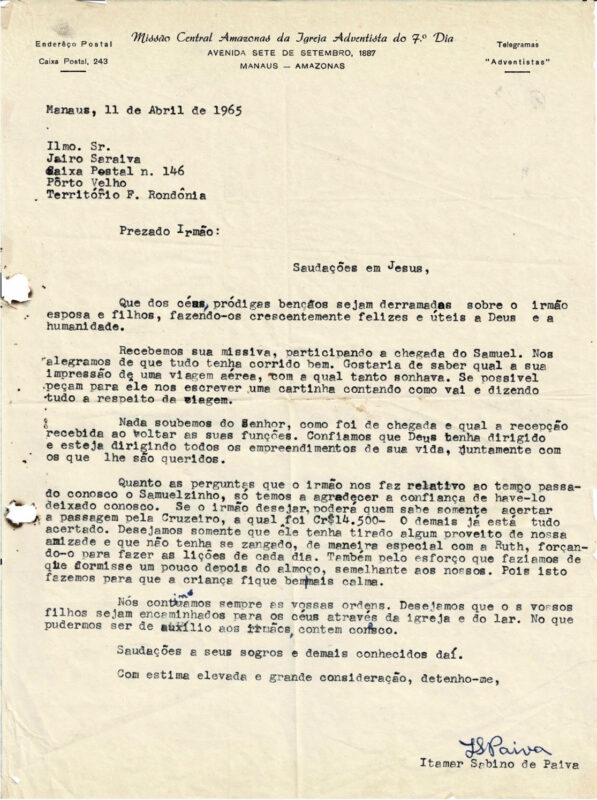 Missão Central Amazonas da Igreja Adventista do 7.º Dia
Enderêço Postal
Caixa Postal, 243
AVENIDA SETE DE SETEMBRO, 1887
MANAUS — AMAZONAS
Telegramas
"Adventistas"
Manaus, 11 de Abril de 1965
Ilmo. Sr.
Jairo Saraiva
Caixa Postal n. 146
Pôrto Velho
Território F. Rondônia
Prezado Irmão:
Saudações em Jesus,
Que dos céus, pródigas bençãos sejam derramadas sobre o irmão
esposa e filhos, fazendo-os crescentemente felizes e úteis a Deus e a
humanidade.
Recebemos sua missiva, participando a chegada do Samuel. Nos
alegramos de que tudo tenha corrido bem. Gostaria de saber qual a sua
impressão de uma viagem aérea, com a qual tanto sonhava. Se possivel
peçam para ele nos escrever uma cartinha contando como vai e dizendo
tudo a respeito da viagem.
Nada soubemos do Senhor, como foi de chegada e qual a recepção
recebida ao voltar as suas funções. Confiamos que Deus tenha dirigido
e esteja dirigindo todos os empreendimentos de sua vida, juntamente com
os que lhe são queridos.
Quanto as perguntas que o irmão nos faz relativo ao tempo passa-
do conosco o Samuelzinho, só temos a agradecer a confiança de have-lo
deixado conosco. Se o irmão desejar, poderá quem sabe somente acertar
a passagem pela Cruzeiro, a qual foi Cr$14.500- O demais já está tudo
acertado. Desejamos somente que êle tenha tirado algum proveito de nossa
amizade e que não tenha se zangado, de maneira especial com a Ruth, forçan-
do-o para fazer as lições de cada dia. Também pelo esforço que faziamos de
que dormisse um pouco depois do almoço, semelhante aos nossos. Pois isto
fazemos para que a criança fique bem mais calma.
Nós continuamos sempre as vossas ordens. Desejamos que o s vossos
filhos sejam encaminhados para os céus através da igreja e do lar. No que
pudermos ser de auxílio aos irmãos, contem conosco.
Saudações a seus sogros e demais conhecidos daí.
Com estima elevada e grande consideração, detenho-me,
ISPaiva
Itamar Sabino de Paiva